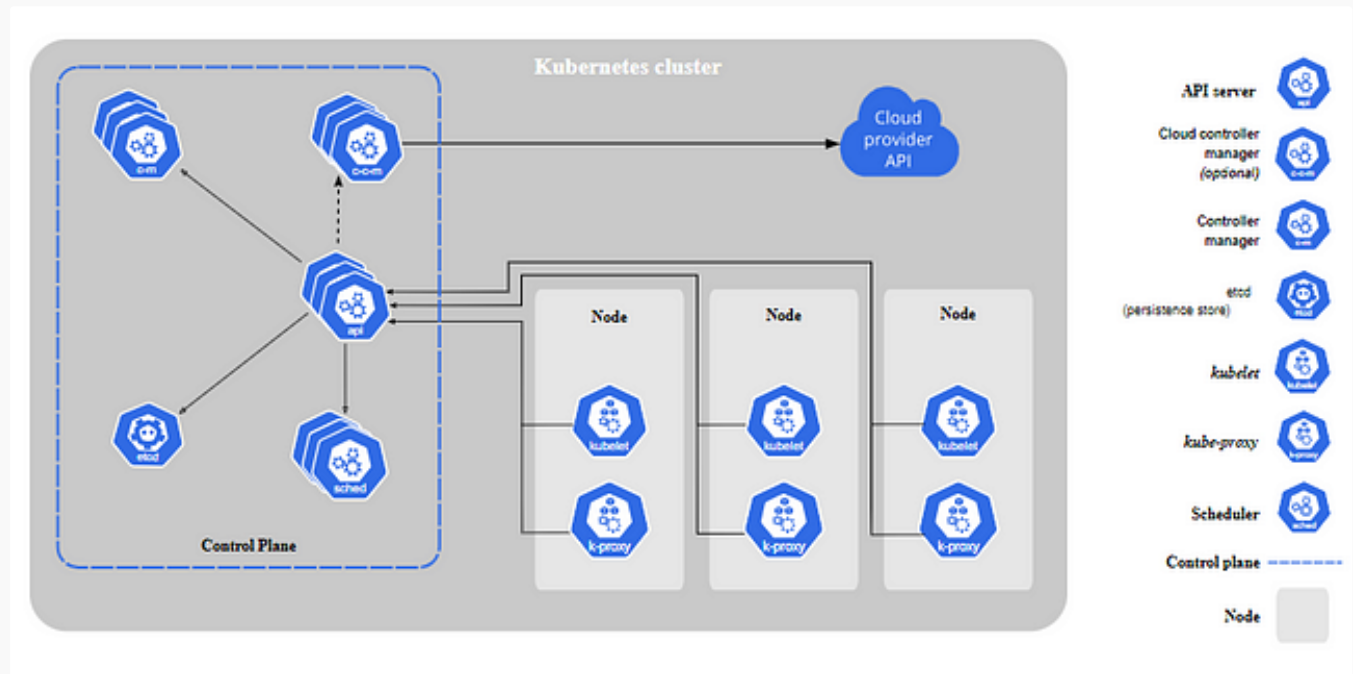 Kubernetes cluster
c-m
c-c-m
Cloud
provider
API
api
etcd
sched
Control Plane
Node
kubelet
k-proxy
Node
kubelet
k-proxy
Node
kubelet
k-proxy
API server
api
Cloud controller
manager
(optional)
c-c-m
Controller
manager
c-m
etcd
(persistence store)
etcd
kubelet
kubelet
kube-proxy
k-proxy
Scheduler
sched
Control plane
Node